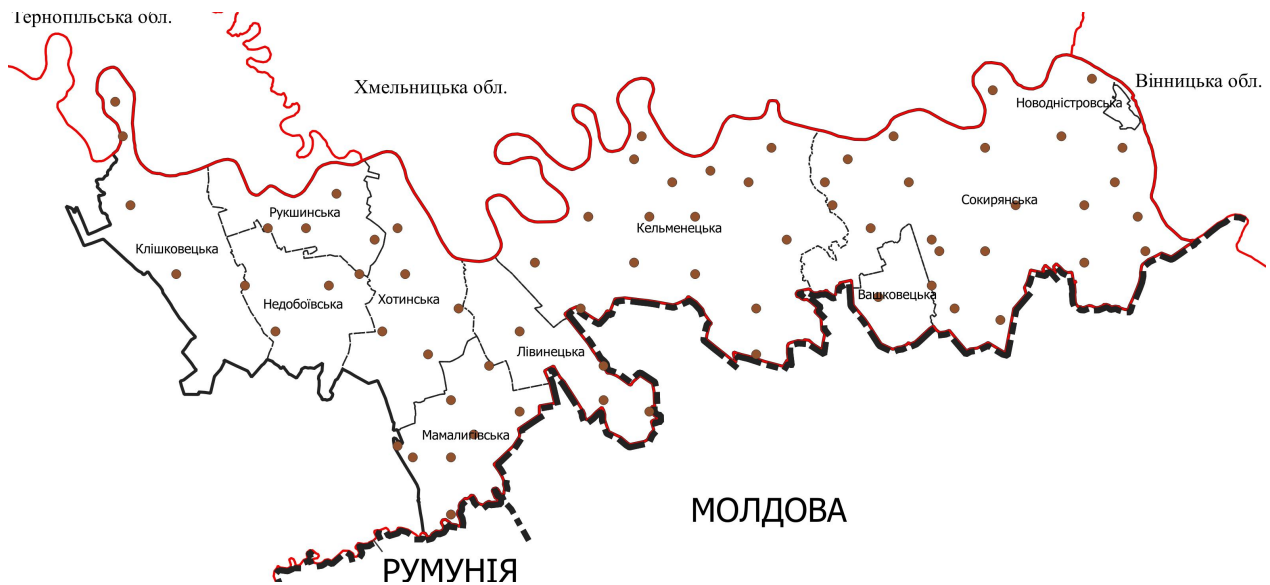 Тернопільська обл.
Хмельницька обл.
Вінницька обл.
Новодністровська
Сокирянська
Рукшинська
Кельменецька
Клішковецька
Недобоївська
Хотинська
Вашковецька
Лівинецька
Мамалигівська
МОЛДОВА
РУМУНІЯ